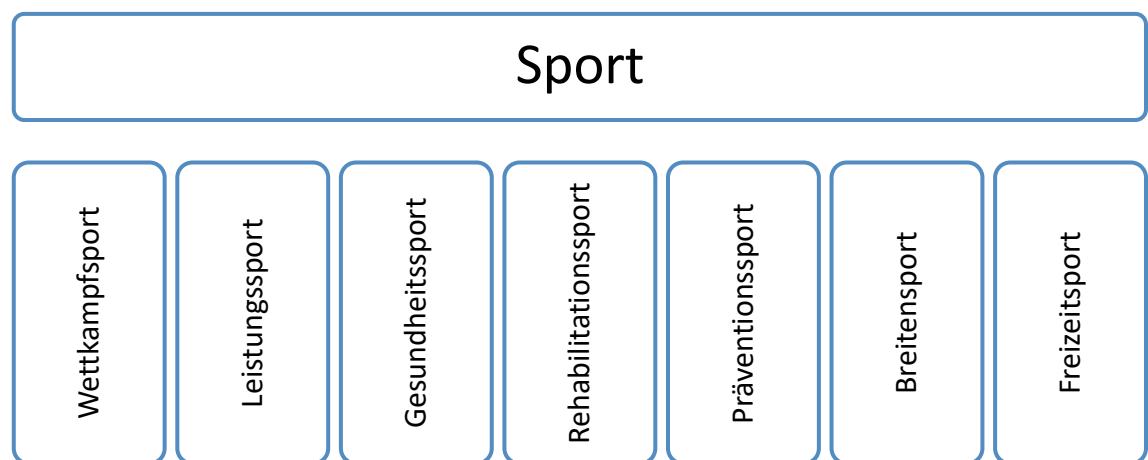 Sport
Wettkampfsport
Leistungssport
Gesundheitssport
Rehabilitationssport
Präventionssport
Breitensport
Freizeitsport